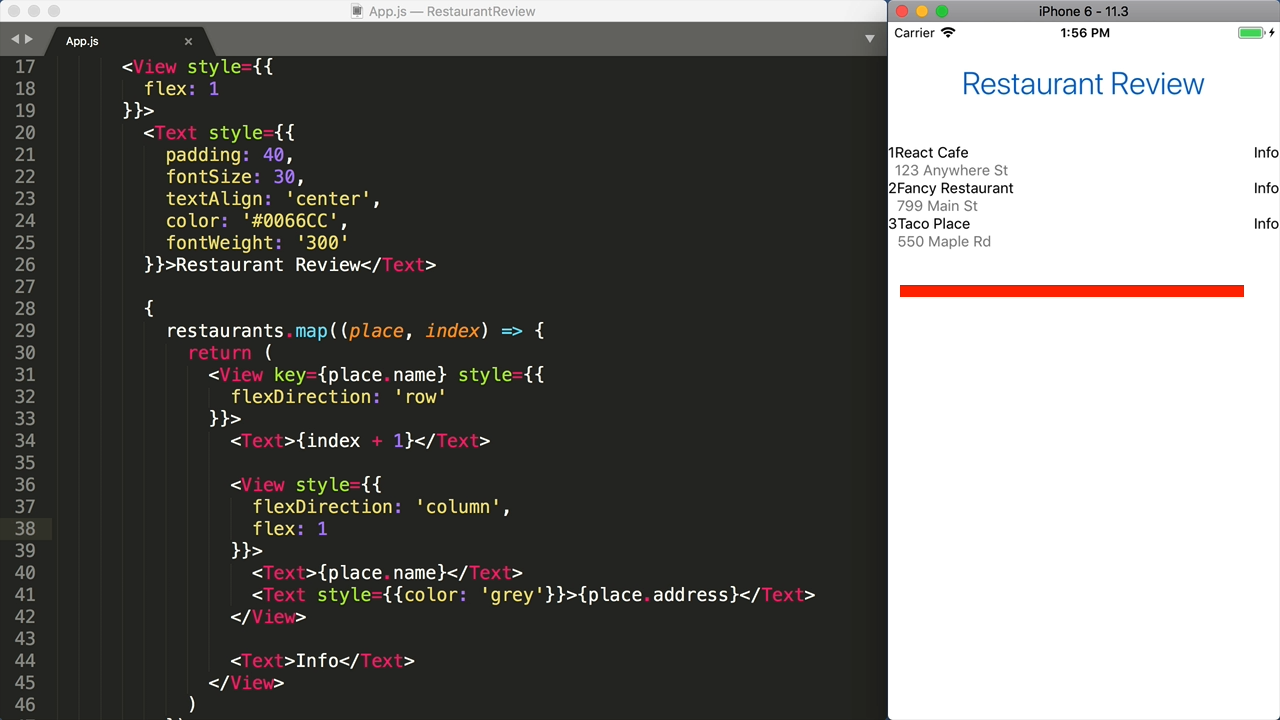 App.js — RestaurantReview
App.js
17 <View style={{
18 flex: 1
19 }}>
20 <Text style={{
21 padding: 40,
22 fontSize: 30,
23 textAlign: 'center',
24 color: '#0066CC',
25 fontWeight: '300'
26 }}>Restaurant Review</Text>
27
28 {
29 restaurants.map((place, index) => {
30 return (
31 <View key={place.name} style={{
32 flexDirection: 'row'
33 }}>
34 <Text>{index + 1}</Text>
35
36 <View style={{
37 flexDirection: 'column',
38 flex: 1
39 }}>
40 <Text>{place.name}</Text>
41 <Text style={{color: 'grey'}}>{place.address}</Text>
42 </View>
43
44 <Text>Info</Text>
45 </View>
46 )
iPhone 6 - 11.3
Carrier 1:56 PM
Restaurant Review
1React Cafe Info
123 Anywhere St
2Fancy Restaurant Info
799 Main St
3Taco Place Info
550 Maple Rd